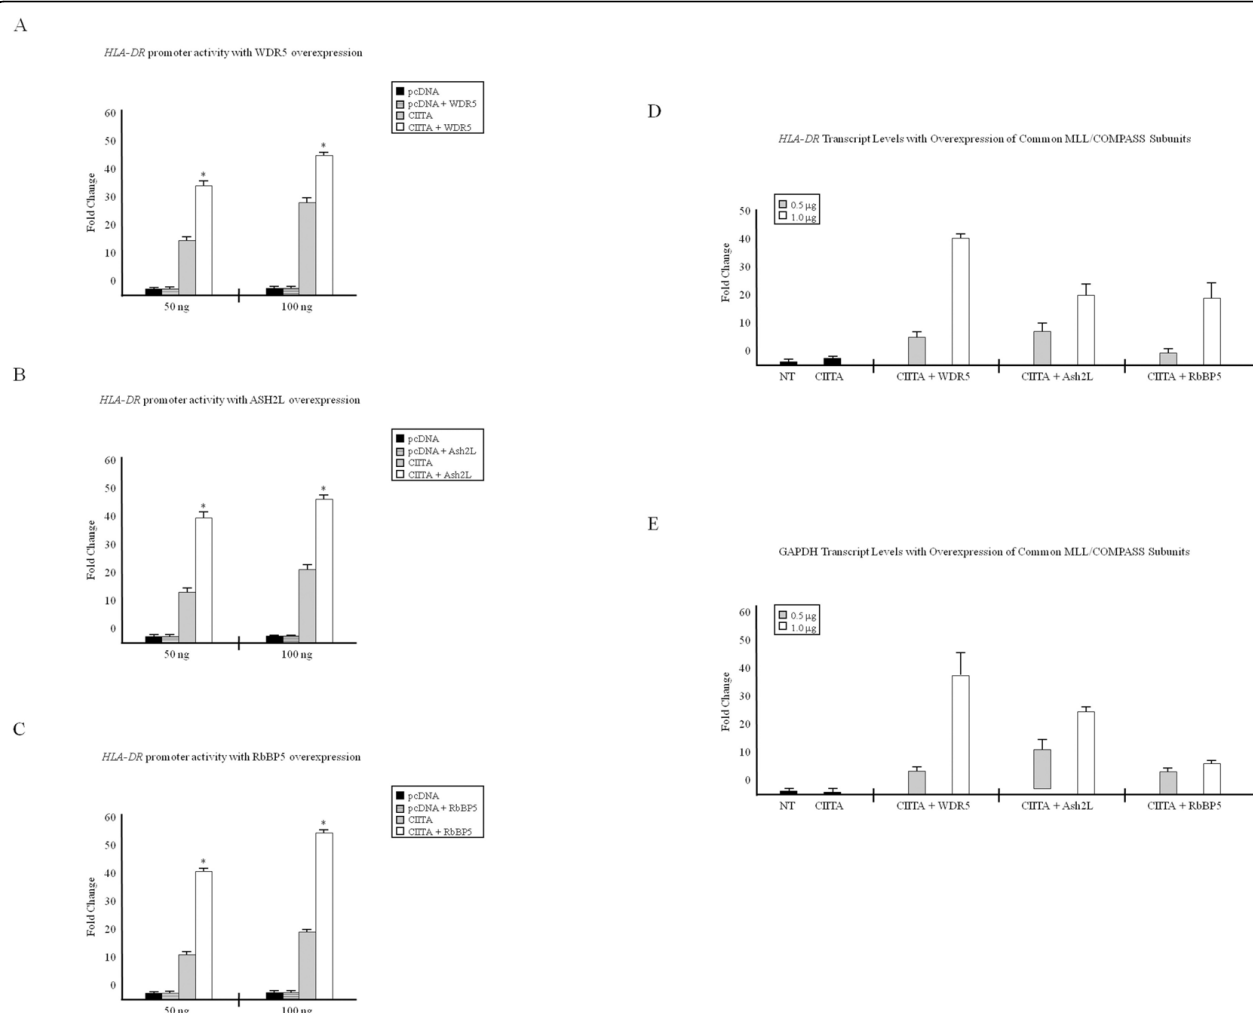 A
HLA-DR promoter activity with WDR5 overexpression
pcDNA
pcDNA + WDR5
CIITA
CIITA + WDR5
Fold Change
60
50
40
30
20
10
0
*
*
50 ng
100 ng
B
HLA-DR promoter activity with ASH2L overexpression
pcDNA
pcDNA + Ash2L
CIITA
CIITA + Ash2L
Fold Change
60
50
40
30
20
10
0
*
*
50 ng
100 ng
C
HLA-DR promoter activity with RbBP5 overexpression
pcDNA
pcDNA + RbBP5
CIITA
CIITA + RbBP5
Fold Change
60
50
40
30
20
10
0
*
*
50 ng
100 ng
D
HLA-DR Transcript Levels with Overexpression of Common MLL/COMPASS Subunits
0.5 µg
1.0 µg
Fold Change
50
40
30
20
10
0
NT
CIITA
CIITA + WDR5
CIITA + Ash2L
CIITA + RbBP5
E
GAPDH Transcript Levels with Overexpression of Common MLL/COMPASS Subunits
0.5 µg
1.0 µg
Fold Change
60
50
40
30
20
10
0
NT
CIITA
CIITA + WDR5
CIITA + Ash2L
CIITA + RbBP5